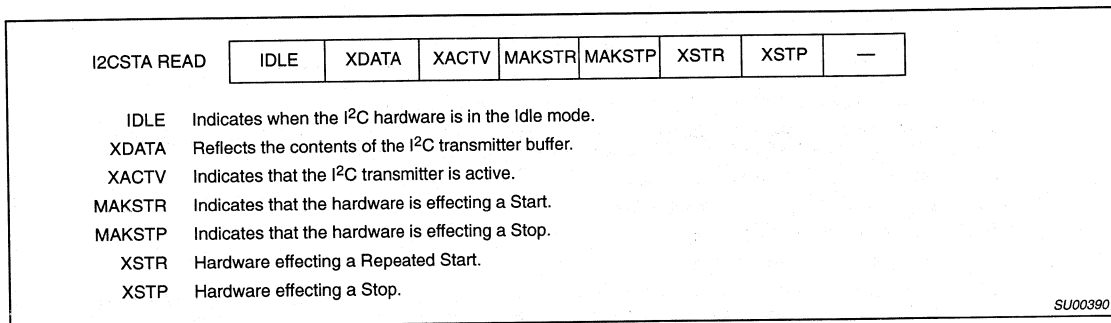 I2CSTA READ IDLE XDATA XACTV MAKSTR MAKSTP XSTR XSTP —
IDLE Indicates when the I²C hardware is in the Idle mode.
XDATA Reflects the contents of the I²C transmitter buffer.
XACTV Indicates that the I²C transmitter is active.
MAKSTR Indicates that the hardware is effecting a Start.
MAKSTP Indicates that the hardware is effecting a Stop.
XSTR Hardware effecting a Repeated Start.
XSTP Hardware effecting a Stop.
SU00390